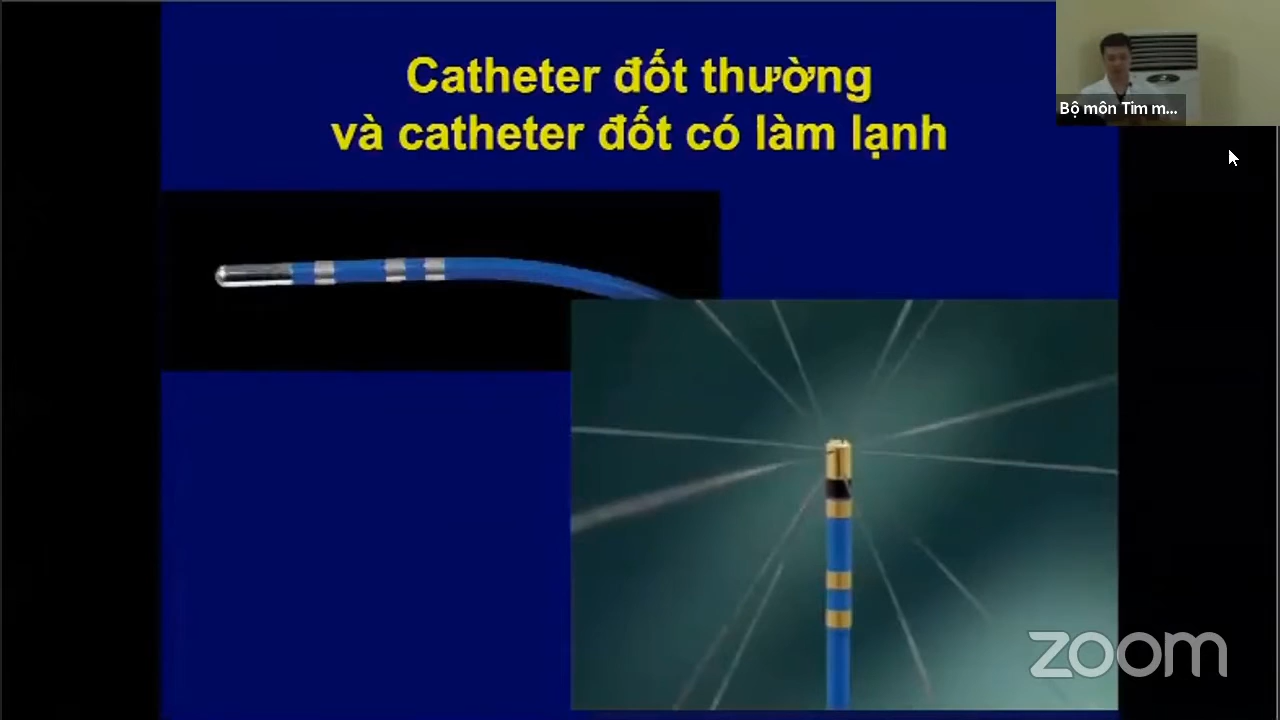 Catheter đốt thường
và catheter đốt có làm lạnh
Bộ môn Tim m...
zoom